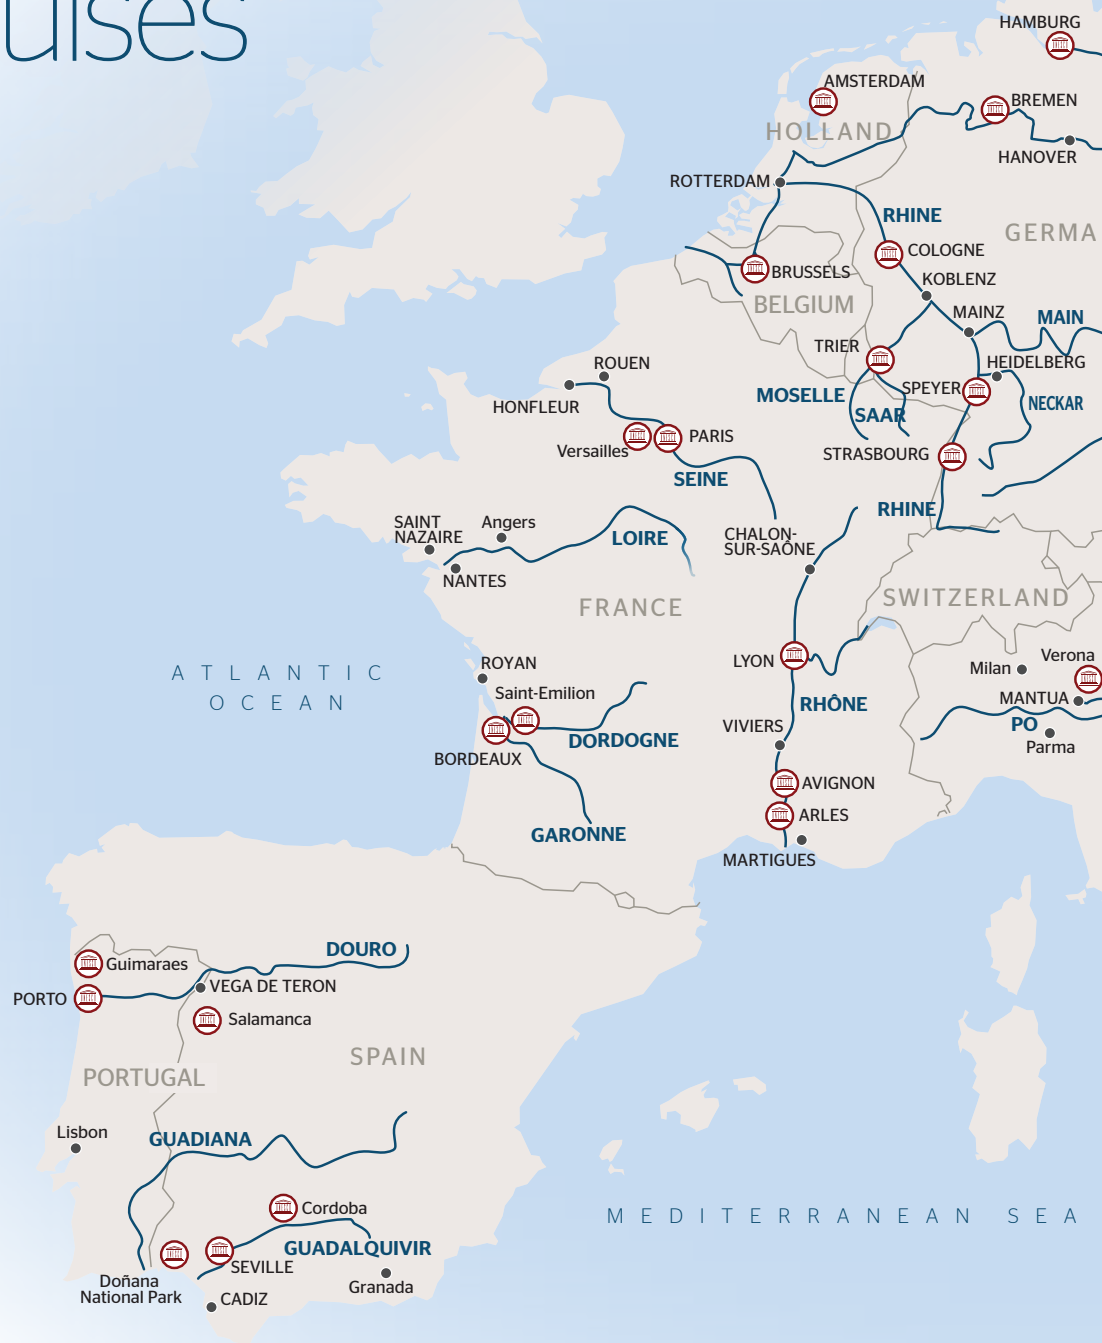 uises
HAMBURG
AMSTERDAM
BREMEN
HOLLAND
HANOVER
ROTTERDAM
RHINE
GERMA
COLOGNE
BRUSSELS
KOBLENZ
BELGIUM
MAINZ
MAIN
TRIER
ROUEN
HEIDELBERG
HONFLEUR
MOSELLE
SPEYER
NECKAR
SAAR
PARIS
Versailles
STRASBOURG
SEINE
RHINE
SAINT
NAZAIRE
Angers
LOIRE
CHALON-
SUR-SAÔNE
NANTES
FRANCE
SWITZERLAND
ATLANTIC
OCEAN
ROYAN
LYON
Milan
Verona
Saint-Emilion
RHÔNE
MANTUA
PO
VIVIERS
DORDOGNE
Parma
BORDEAUX
AVIGNON
ARLES
GARONNE
MARTIGUES
DOURO
Guimaraes
VEGA DE TERON
PORTO
Salamanca
SPAIN
PORTUGAL
Lisbon
GUADIANA
Cordoba
MEDITERRANEAN SEA
GUADALQUIVIR
SEVILLE
Doñana
National Park
Granada
CADIZ